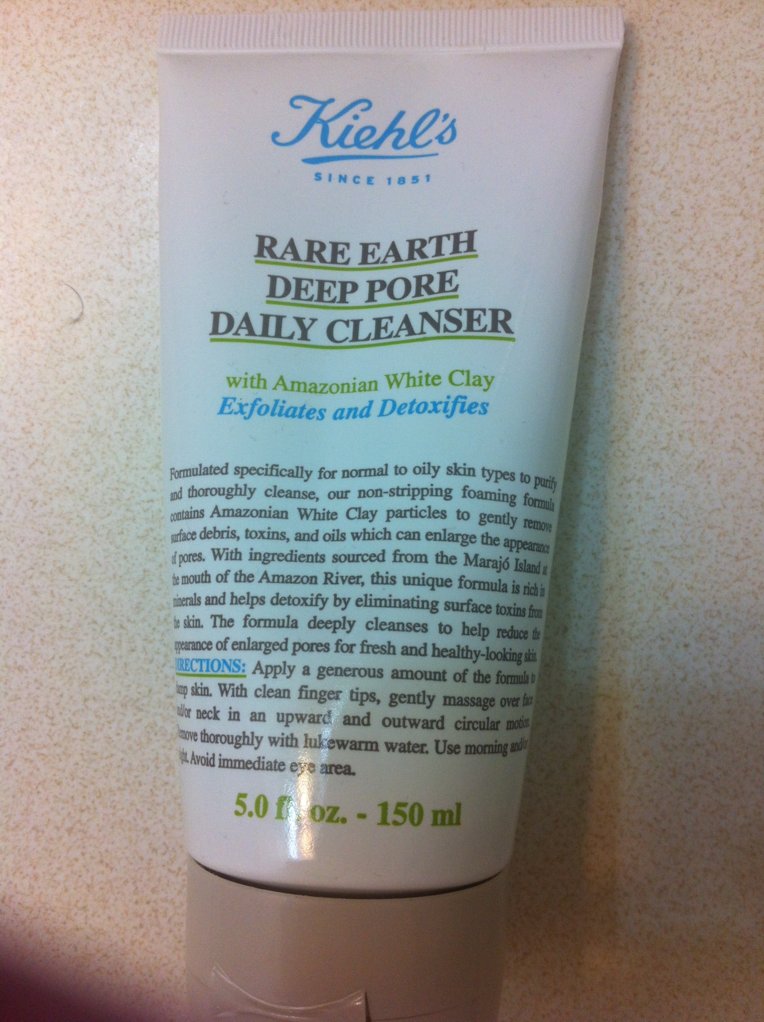 Kiehl's
SINCE 1851
RARE EARTH
DEEP PORE
DAILY CLEANSER
with Amazonian White Clay
Exfoliates and Detoxifies
Formulated specifically for normal to oily skin types to purify
and thoroughly cleanse, our non-stripping foaming formula
contains Amazonian White Clay particles to gently remove
surface debris, toxins, and oils which can enlarge the appearance
of pores. With ingredients sourced from the Marajó Island at
the mouth of the Amazon River, this unique formula is rich in
minerals and helps detoxify by eliminating surface toxins from
the skin. The formula deeply cleanses to help reduce the
appearance of enlarged pores for fresh and healthy-looking skin.
DIRECTIONS: Apply a generous amount of the formula to
damp skin. With clean finger tips, gently massage over face
and/or neck in an upward and outward circular motion.
Remove thoroughly with lukewarm water. Use morning and/or
night. Avoid immediate eye area.
5.0 fl. oz. - 150 ml